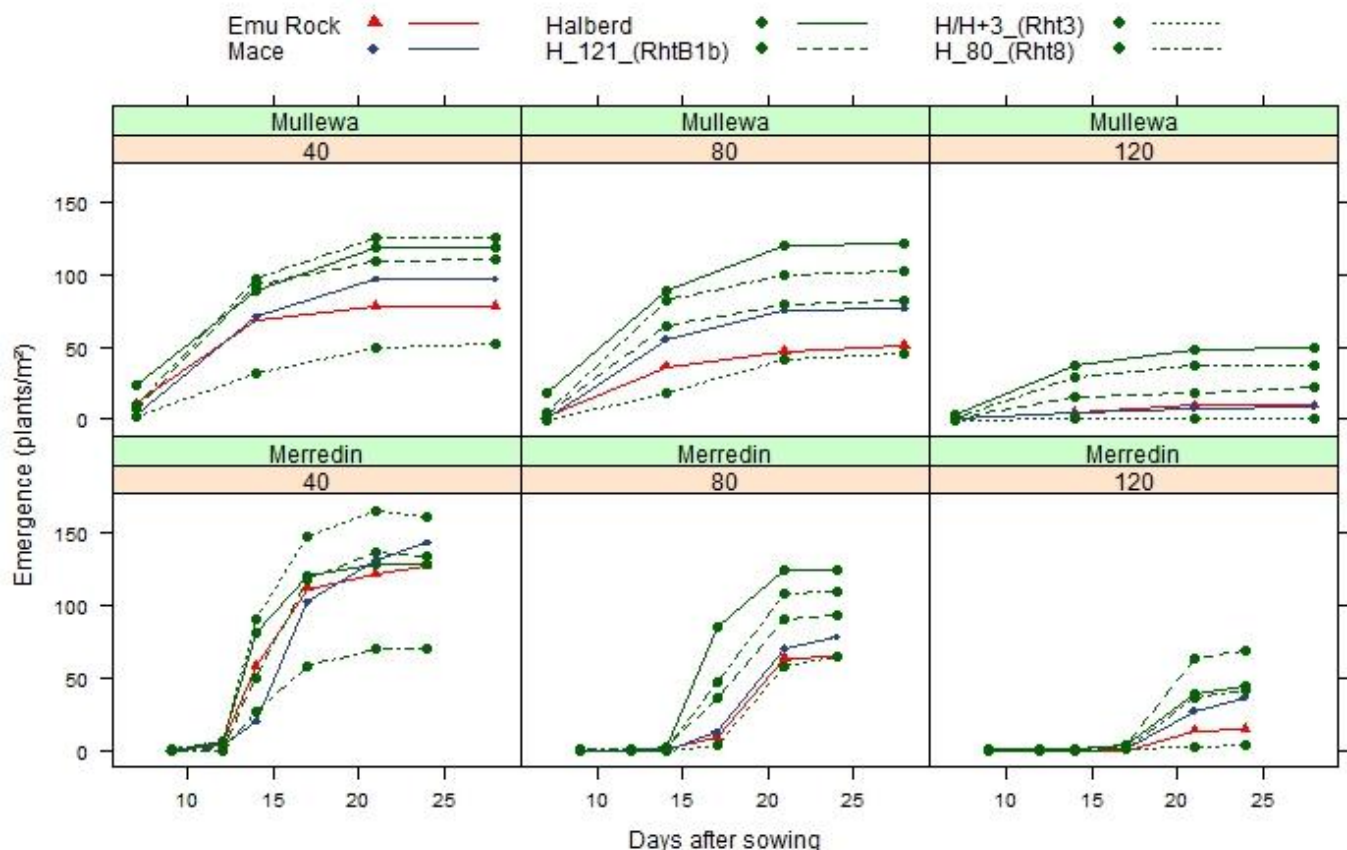 Emu Rock Halberd H/H+3_(Rht3)
Mace H_121_(RhtB1b) H_80_(Rht8)
Mullewa Mullewa Mullewa
40 80 120
150
100
50
0
Merredin Merredin Merredin
40 80 120
150
100
50
0
10 15 20 25 10 15 20 25 10 15 20 25
Emergence (plants/m²)
Days after sowing